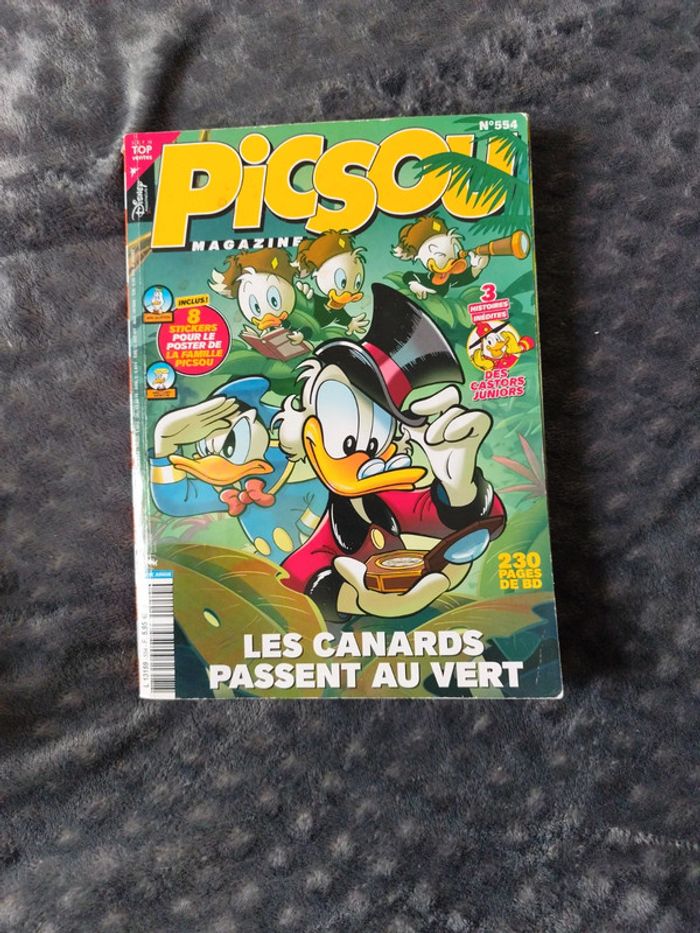 N°554
TOP
ventes
Disney
PiCSOU
MAGAZINE
INCLUS!
8
STICKERS
POUR LE
POSTER DE
LA FAMILLE
PICSOU
3
HISTOIRES
INÉDITES
DES
CASTORS
JUNIORS
230
PAGES
DE BD
LES CANARDS
PASSENT AU VERT